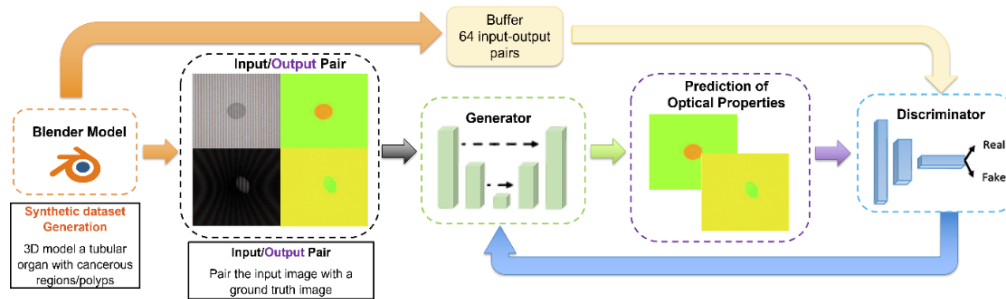 Buffer
64 input-output
pairs
Input/Output Pair
Blender Model
Generator
Prediction of
Optical Properties
Discriminator
Real
Fake
Synthetic dataset
Generation
3D model a tubular
organ with cancerous
regions/polyps
Input/Output Pair
Pair the input image with a
ground truth image